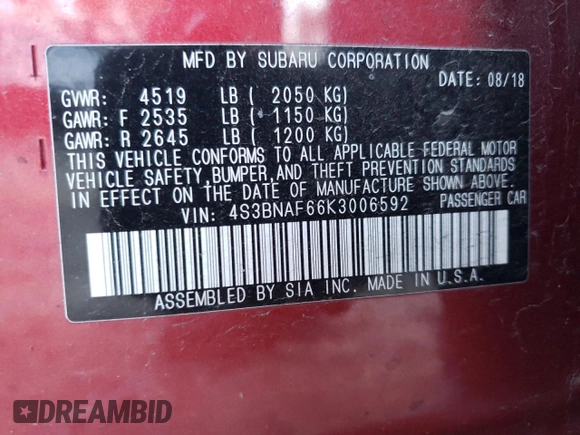 MFD BY SUBARU CORPORATION
DATE: 08/18
GVWR: 4519 LB ( 2050 KG)
GAWR: F 2535 LB ( 1150 KG)
GAWR: R 2645 LB ( 1200 KG)
THIS VEHICLE CONFORMS TO ALL APPLICABLE FEDERAL MOTOR
VEHICLE SAFETY,BUMPER,AND THEFT PREVENTION STANDARDS
IN EFFECT ON THE DATE OF MANUFACTURE SHOWN ABOVE.
VIN: 4S3BNAF66K3006592 PASSENGER CAR
ASSEMBLED BY SIA INC. MADE IN U.S.A.
DREAMBID